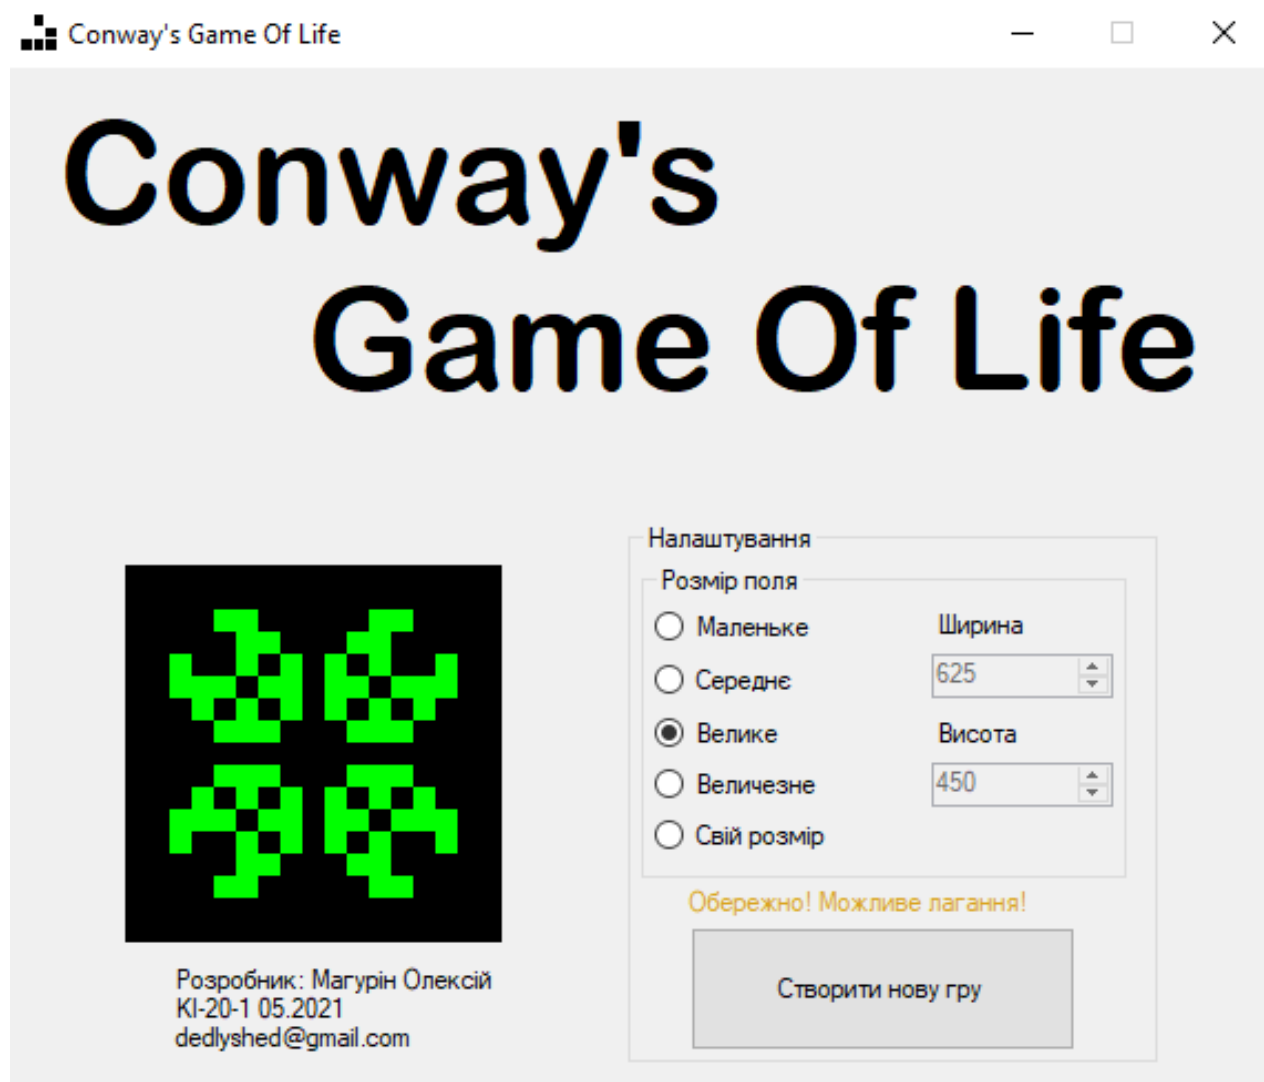 Conway's Game Of Life
Conway's
Game Of Life
Налаштування
Розмір поля
Маленьке
Середнє
Велике
Величезне
Свій розмір
Ширина
625
Висота
450
Обережно! Можливе лагання!
Створити нову гру
Розробник: Магурін Олексій
КІ-20-1 05.2021
dedlyshed@gmail.com